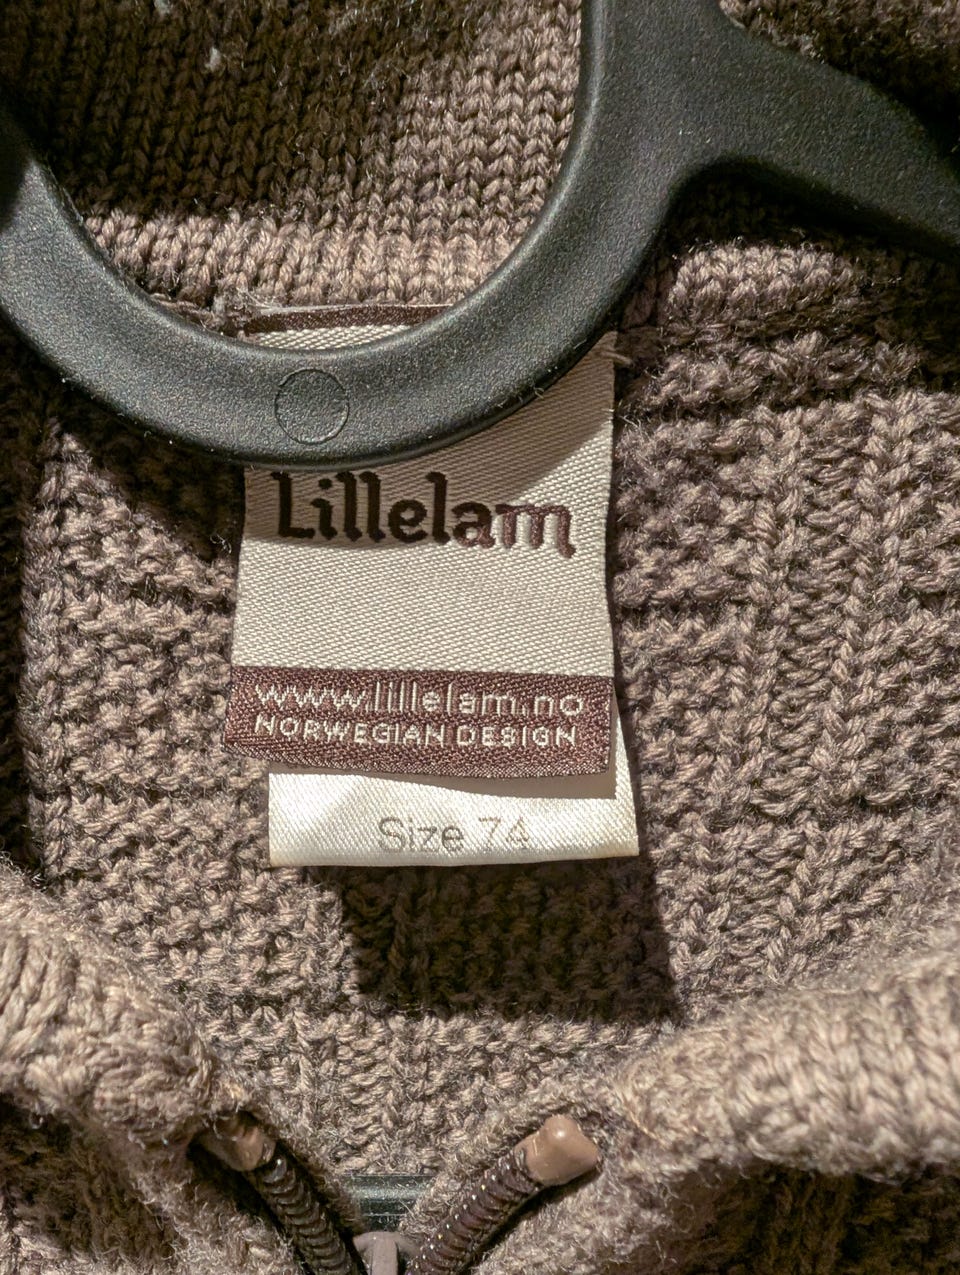 Lillelam
www.lillelam.no
NORWEGIAN DESIGN
Size 74